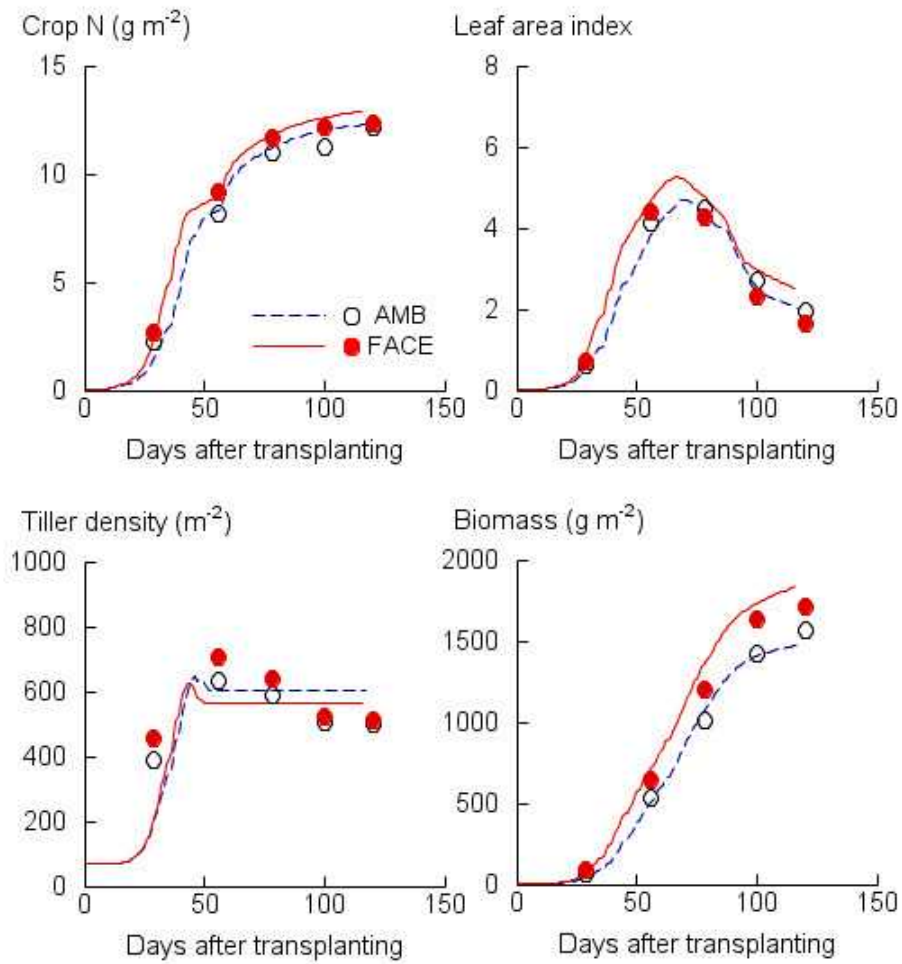 Crop N (g m-2)
15
10
5
0
0 50 100 150
Days after transplanting
AMB
FACE
Leaf area index
8
6
4
2
0
0 50 100 150
Days after transplanting
Tiller density (m-2)
1000
800
600
400
200
0
0 50 100 150
Days after transplanting
Biomass (g m-2)
2000
1500
1000
500
0
0 50 100 150
Days after transplanting